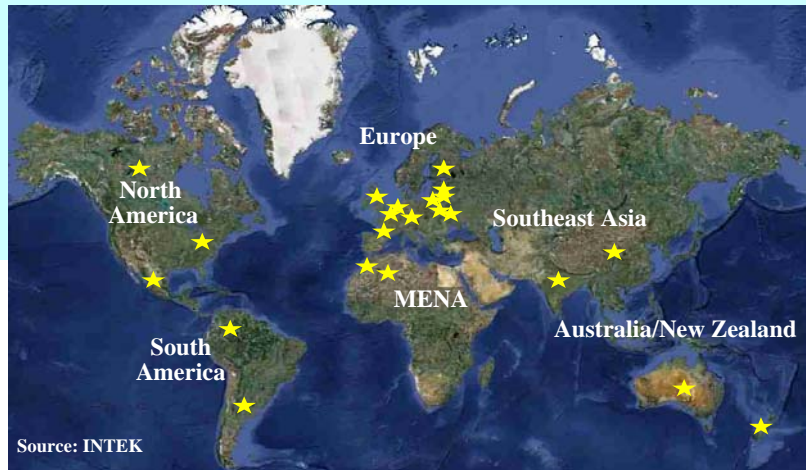 Europe
North
America
Southeast Asia
MENA
Australia/New Zealand
South
America
Source: INTEK